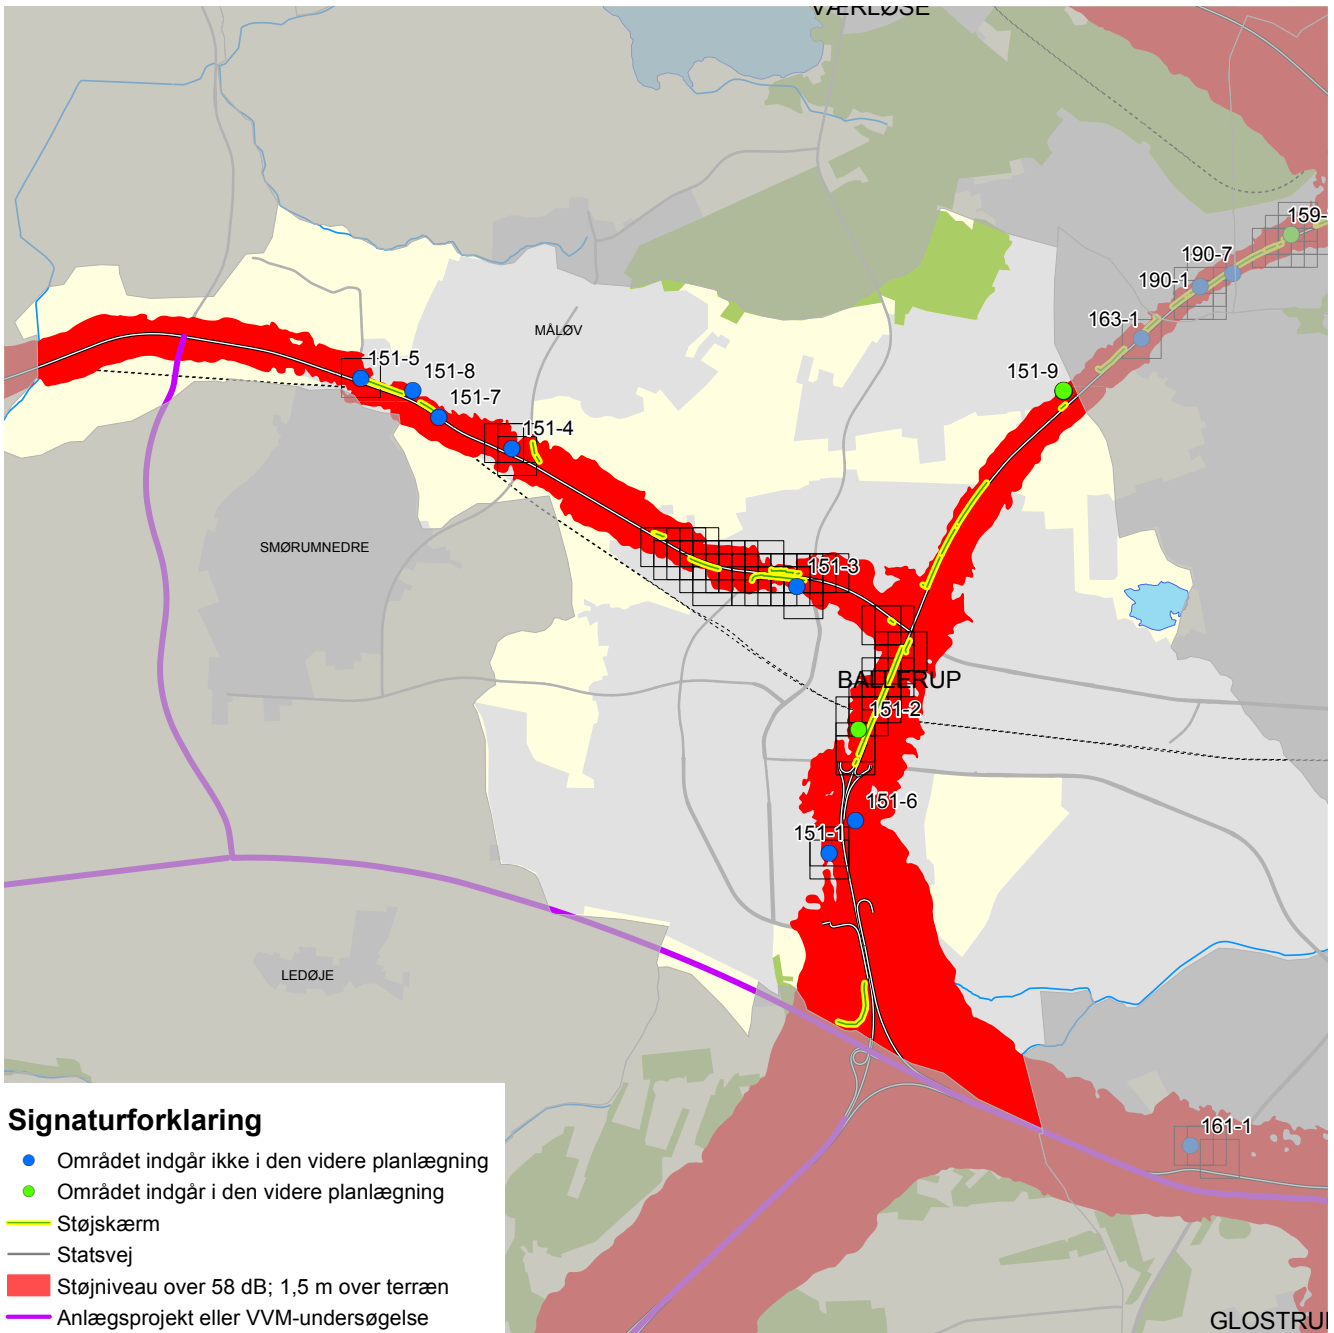 VÆRLØSE
159-
190-7
190-1
163-1
MÅLØV
151-5
151-8
151-9
151-7
151-4
SMØRUMNEDRE
151-3
BALLERUP
151-2
151-6
151-1
LEDØJE
161-1
GLOSTRU
Signaturforklaring
Området indgår ikke i den videre planlægning
Området indgår i den videre planlægning
Støjskærm
Statsvej
Støjniveau over 58 dB; 1,5 m over terræn
Anlægsprojekt eller VVM-undersøgelse